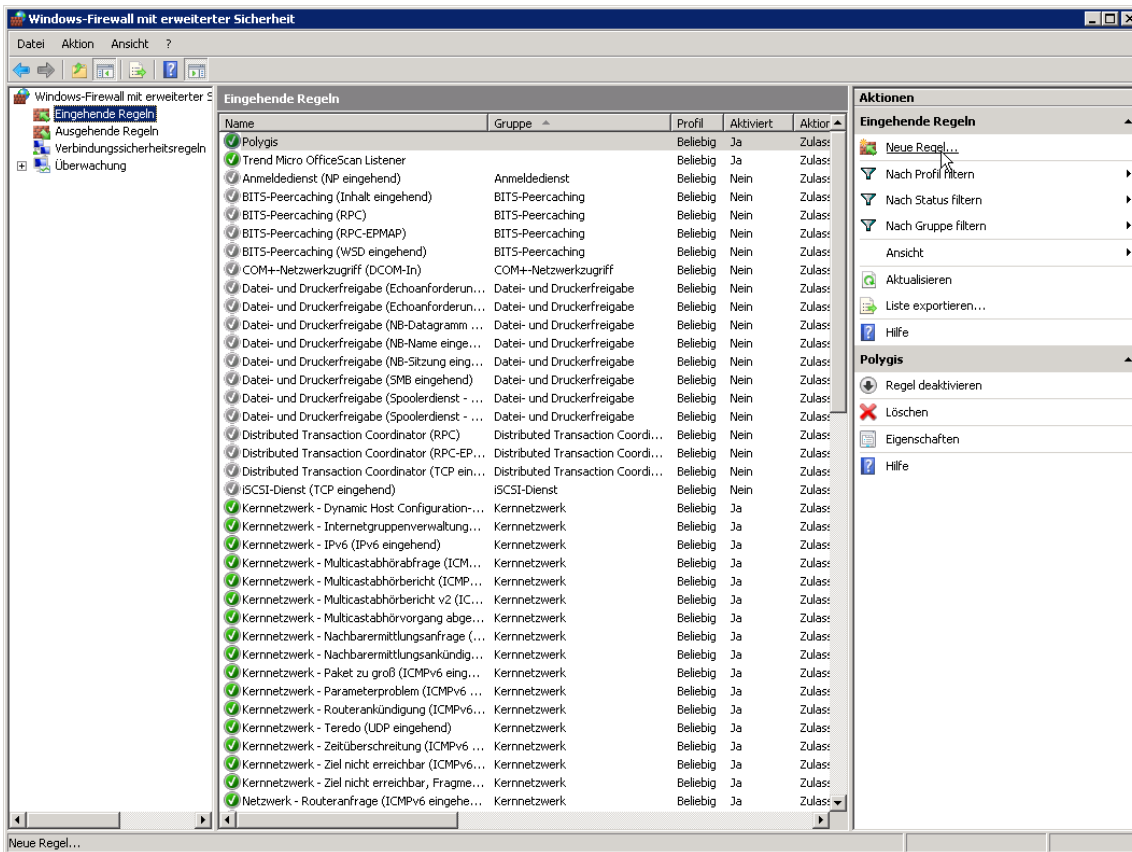 Windows-Firewall mit erweiterter Sicherheit
Datei Aktion Ansicht ?
Windows-Firewall mit erweiterter S
Eingehende Regeln
Ausgehende Regeln
Verbindungssicherheitsregeln
Überwachung
Eingehende Regeln
Name Gruppe Profil Aktiviert Aktion
Polygis Beliebig Ja Zulass
Trend Micro OfficeScan Listener Beliebig Ja Zulass
Anmeldedienst (NP eingehend) Anmeldedienst Beliebig Nein Zulass
BITS-Peercaching (Inhalt eingehend) BITS-Peercaching Beliebig Nein Zulass
BITS-Peercaching (RPC) BITS-Peercaching Beliebig Nein Zulass
BITS-Peercaching (RPC-EPMAP) BITS-Peercaching Beliebig Nein Zulass
BITS-Peercaching (WSD eingehend) BITS-Peercaching Beliebig Nein Zulass
COM+-Netzwerkzugriff (DCOM-In) COM+-Netzwerkzugriff Beliebig Nein Zulass
Datei- und Druckerfreigabe (Echoanforderun... Datei- und Druckerfreigabe Beliebig Nein Zulass
Datei- und Druckerfreigabe (Echoanforderun... Datei- und Druckerfreigabe Beliebig Nein Zulass
Datei- und Druckerfreigabe (NB-Datagramm ... Datei- und Druckerfreigabe Beliebig Nein Zulass
Datei- und Druckerfreigabe (NB-Name einge... Datei- und Druckerfreigabe Beliebig Nein Zulass
Datei- und Druckerfreigabe (NB-Sitzung eing... Datei- und Druckerfreigabe Beliebig Nein Zulass
Datei- und Druckerfreigabe (SMB eingehend) Datei- und Druckerfreigabe Beliebig Nein Zulass
Datei- und Druckerfreigabe (Spoolerdienst - ... Datei- und Druckerfreigabe Beliebig Nein Zulass
Datei- und Druckerfreigabe (Spoolerdienst - ... Datei- und Druckerfreigabe Beliebig Nein Zulass
Distributed Transaction Coordinator (RPC) Distributed Transaction Coordi... Beliebig Nein Zulass
Distributed Transaction Coordinator (RPC-EP... Distributed Transaction Coordi... Beliebig Nein Zulass
Distributed Transaction Coordinator (TCP ein... Distributed Transaction Coordi... Beliebig Nein Zulass
iSCSI-Dienst (TCP eingehend) iSCSI-Dienst Beliebig Nein Zulass
Kernnetzwerk - Dynamic Host Configuration-... Kernnetzwerk Beliebig Ja Zulass
Kernnetzwerk - Internetgruppenverwaltung... Kernnetzwerk Beliebig Ja Zulass
Kernnetzwerk - IPv6 (IPv6 eingehend) Kernnetzwerk Beliebig Ja Zulass
Kernnetzwerk - Multicastabhörabfrage (ICM... Kernnetzwerk Beliebig Ja Zulass
Kernnetzwerk - Multicastabhörbericht (ICMP... Kernnetzwerk Beliebig Ja Zulass
Kernnetzwerk - Multicastabhörbericht v2 (IC... Kernnetzwerk Beliebig Ja Zulass
Kernnetzwerk - Multicastabhörvorgang abge... Kernnetzwerk Beliebig Ja Zulass
Kernnetzwerk - Nachbarermittlungsanfrage (... Kernnetzwerk Beliebig Ja Zulass
Kernnetzwerk - Nachbarermittlungsankündig... Kernnetzwerk Beliebig Ja Zulass
Kernnetzwerk - Paket zu groß (ICMPv6 eing... Kernnetzwerk Beliebig Ja Zulass
Kernnetzwerk - Parameterproblem (ICMPv6 ... Kernnetzwerk Beliebig Ja Zulass
Kernnetzwerk - Routerankündigung (ICMPv6... Kernnetzwerk Beliebig Ja Zulass
Kernnetzwerk - Teredo (UDP eingehend) Kernnetzwerk Beliebig Ja Zulass
Kernnetzwerk - Zeitüberschreitung (ICMPv6 ... Kernnetzwerk Beliebig Ja Zulass
Kernnetzwerk - Ziel nicht erreichbar (ICMPv6... Kernnetzwerk Beliebig Ja Zulass
Kernnetzwerk - Ziel nicht erreichbar, Fragme... Kernnetzwerk Beliebig Ja Zulass
Netzwerk - Routeranfrage (ICMPv6 eingehe... Kernnetzwerk Beliebig Ja Zulass
Aktionen
Eingehende Regeln
Neue Regel...
Nach Profil filtern
Nach Status filtern
Nach Gruppe filtern
Ansicht
Aktualisieren
Liste exportieren...
Hilfe
Polygis
Regel deaktivieren
Löschen
Eigenschaften
Hilfe
Neue Regel...